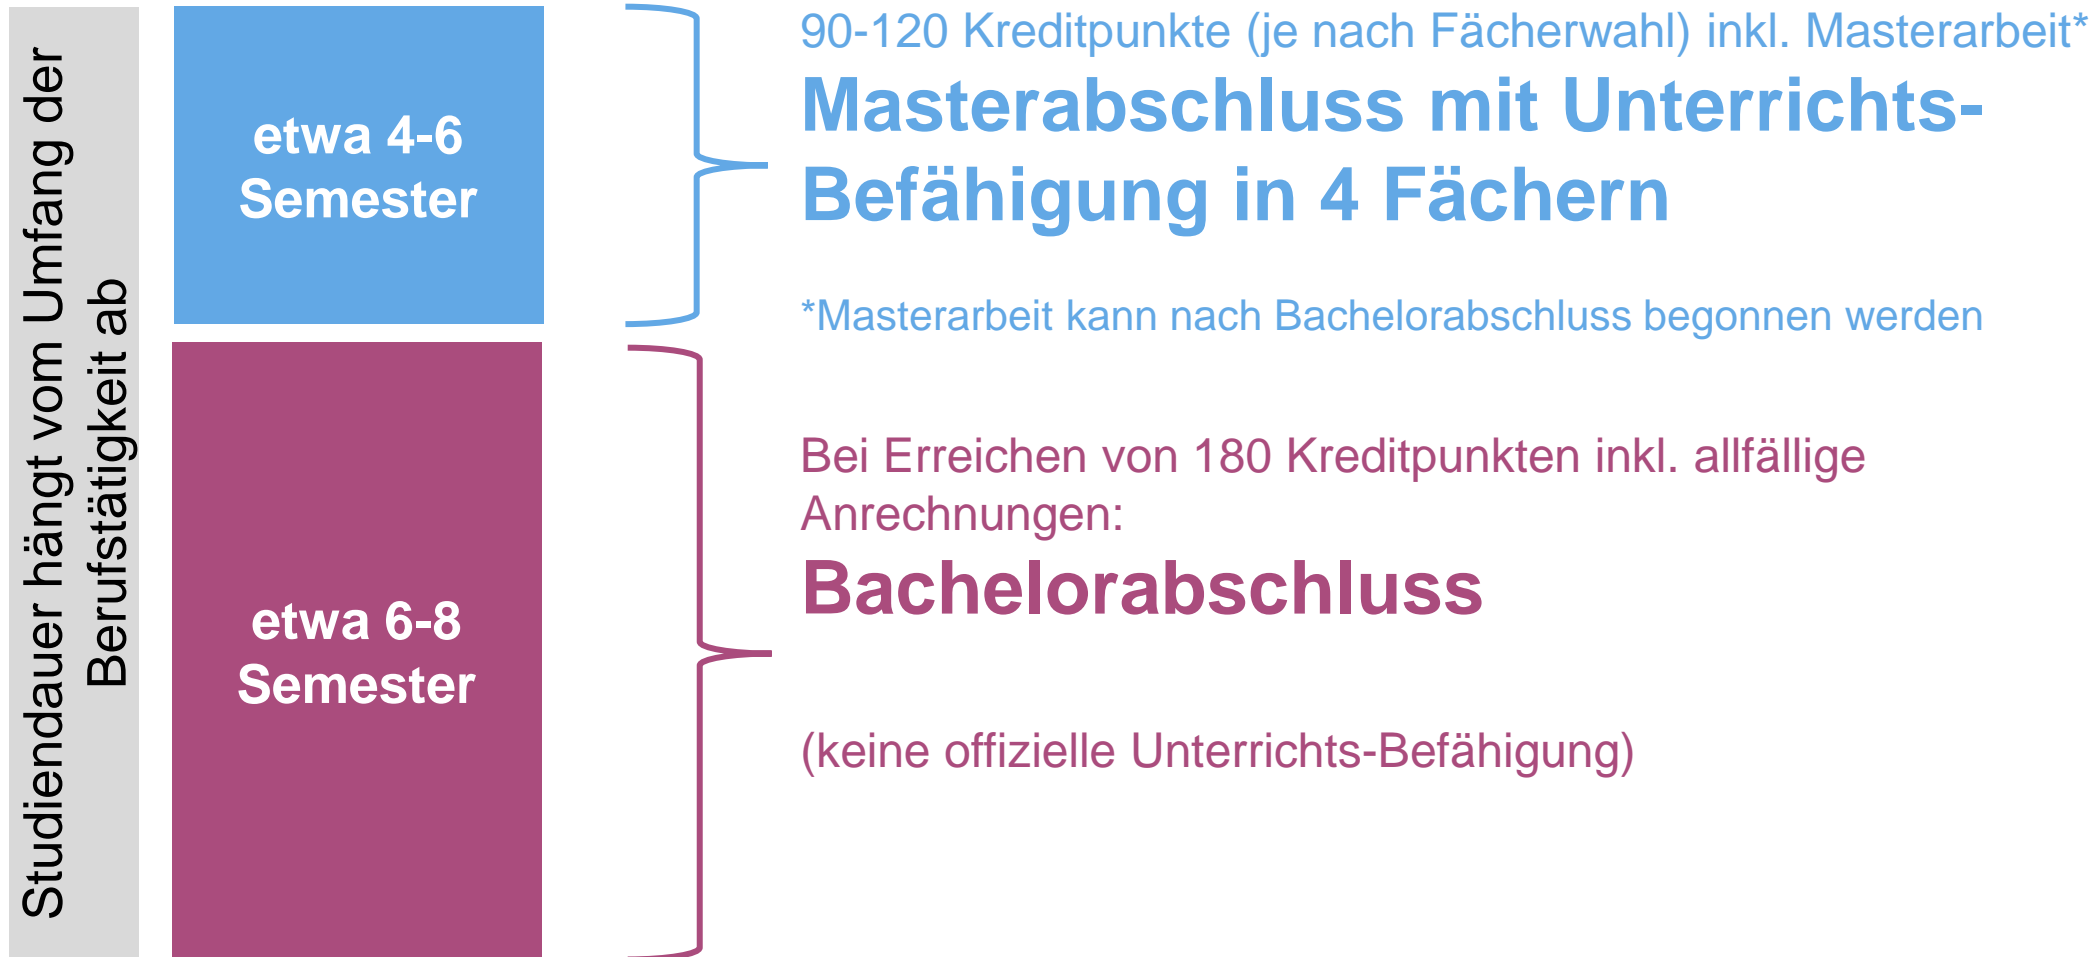 Studiendauer hängt vom Umfang der
Berufstätigkeit ab
etwa 4-6
Semester
90-120 Kreditpunkte (je nach Fächerwahl) inkl. Masterarbeit*
Masterabschluss mit Unterrichts-
Befähigung in 4 Fächern
*Masterarbeit kann nach Bachelorabschluss begonnen werden
etwa 6-8
Semester
Bei Erreichen von 180 Kreditpunkten inkl. allfällige
Anrechnungen:
Bachelorabschluss
(keine offizielle Unterrichts-Befähigung)